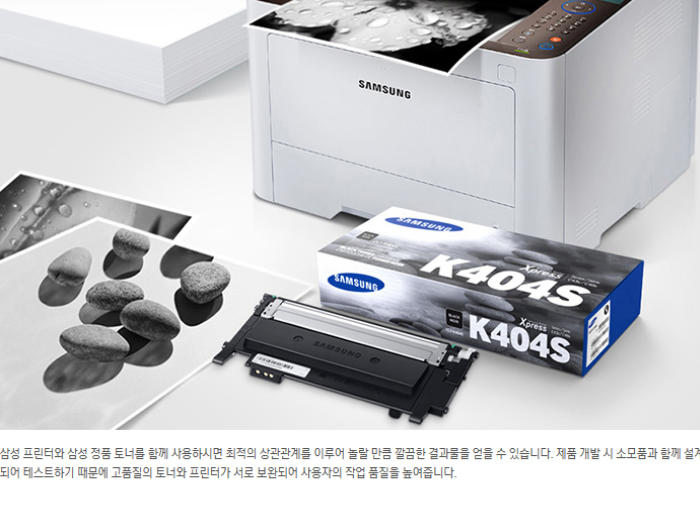 SAMSUNG
SAMSUNG
K404S
Xpress
SAMSUNG
Xpress
K404S
BLACK
SAMSUNG
삼성 프린터와 삼성 정품 토너를 함께 사용하시면 최적의 상관관계를 이루어 놀랄 만큼 깔끔한 결과물을 얻을 수 있습니다. 제품 개발 시 소모품과 함께 설계
되어 테스트하기 때문에 고품질의 토너와 프린터가 서로 보완되어 사용자의 작업 품질을 높여줍니다.